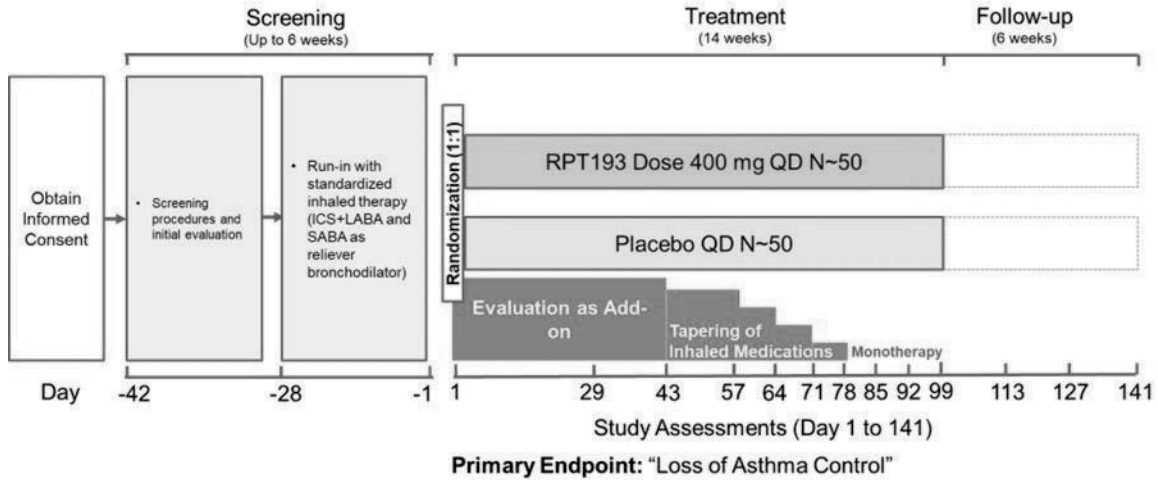 Screening
(Up to 6 weeks)
Treatment
(14 weeks)
Follow-up
(6 weeks)
Obtain
Informed
Consent
• Screening
procedures and
initial evaluation
• Run-in with
standardized
inhaled therapy
(ICS+LABA and
SABA as
reliever
bronchodilator)
Randomization (1:1)
RPT193 Dose 400 mg QD N~50
Placebo QD N~50
Evaluation as Add-
on
Tapering of
Inhaled Medications
Monotherapy
Day
-42 -28 -1 1 29 43 57 64 71 78 85 92 99 113 127 141
Study Assessments (Day 1 to 141)
Primary Endpoint: “Loss of Asthma Control”